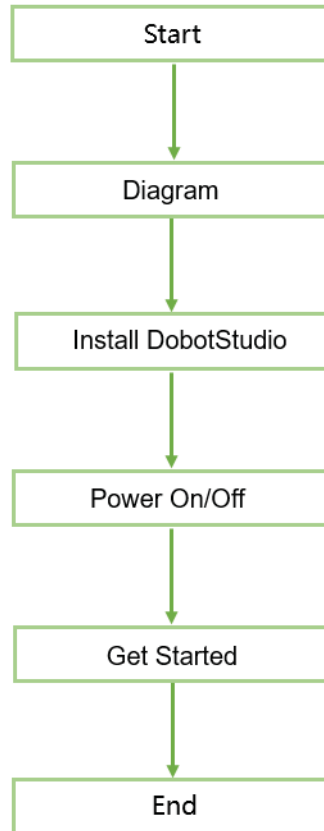 Start
Diagram
Install DobotStudio
Power On/Off
Get Started
End